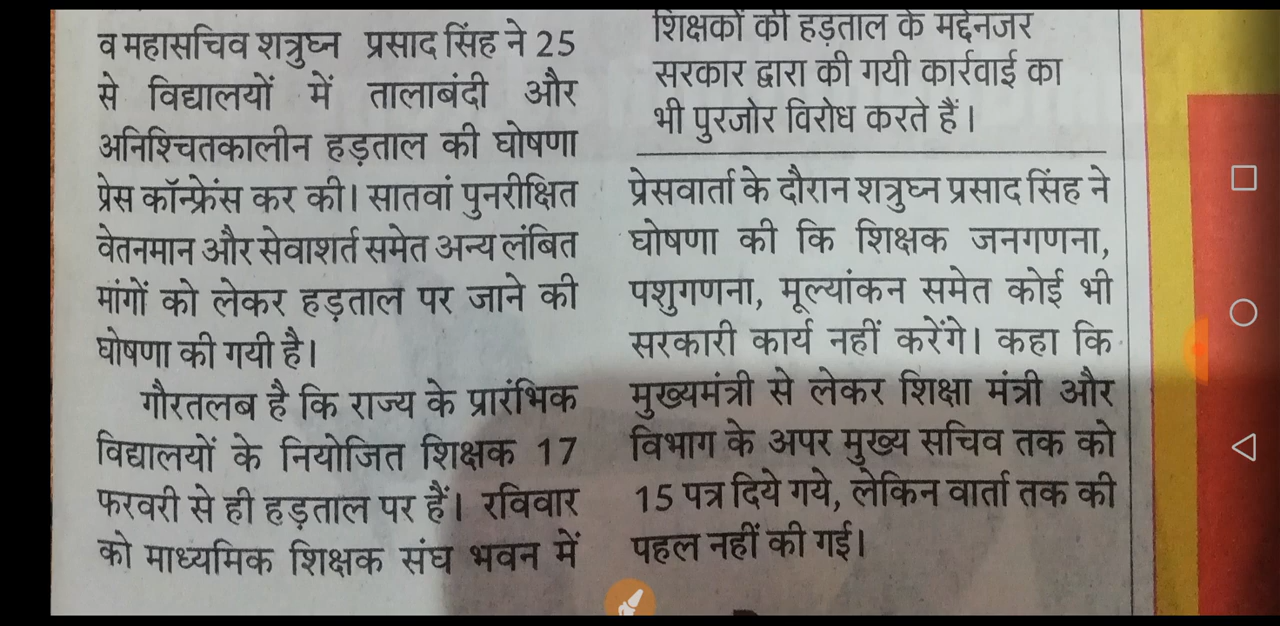 व महासचिव शत्रुघ्न प्रसाद सिंह ने 25
से विद्यालयों में तालाबंदी और
अनिश्चितकालीन हड़ताल की घोषणा
प्रेस कॉन्फ्रेंस कर की। सातवां पुनरीक्षित
वेतनमान और सेवाशर्त समेत अन्य लंबित
मांगों को लेकर हड़ताल पर जाने की
घोषणा की गयी है।
गौरतलब है कि राज्य के प्रारंभिक
विद्यालयों के नियोजित शिक्षक 17
फरवरी से ही हड़ताल पर हैं। रविवार
को माध्यमिक शिक्षक संघ भवन में
शिक्षकों की हड़ताल के मद्देनजर
सरकार द्वारा की गयी कार्रवाई का
भी पुरजोर विरोध करते हैं।
प्रेसवार्ता के दौरान शत्रुघ्न प्रसाद सिंह ने
घोषणा की कि शिक्षक जनगणना,
पशुगणना, मूल्यांकन समेत कोई भी
सरकारी कार्य नहीं करेंगे। कहा कि
मुख्यमंत्री से लेकर शिक्षा मंत्री और
विभाग के अपर मुख्य सचिव तक को
15 पत्र दिये गये, लेकिन वार्ता तक की
पहल नहीं की गई।